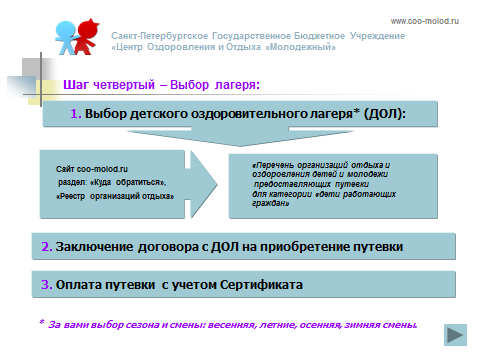 www.coo-molod.ru
Санкт-Петербургское Государственное Бюджетное Учреждение
«Центр Оздоровления и Отдыха «Молодежный»
Шаг четвертый – Выбор лагеря:
1. Выбор детского оздоровительного лагеря* (ДОЛ):
Сайт coo-molod.ru
раздел: «Куда обратиться»,
«Реестр организаций отдыха»
«Перечень организаций отдыха и
оздоровления детей и молодежи
предоставляющих путевки
для категории «дети работающих
граждан»
2. Заключение договора с ДОЛ на приобретение путевки
3. Оплата путевки с учетом Сертификата
* За вами выбор сезона и смены: весенняя, летние, осенняя, зимняя смены.